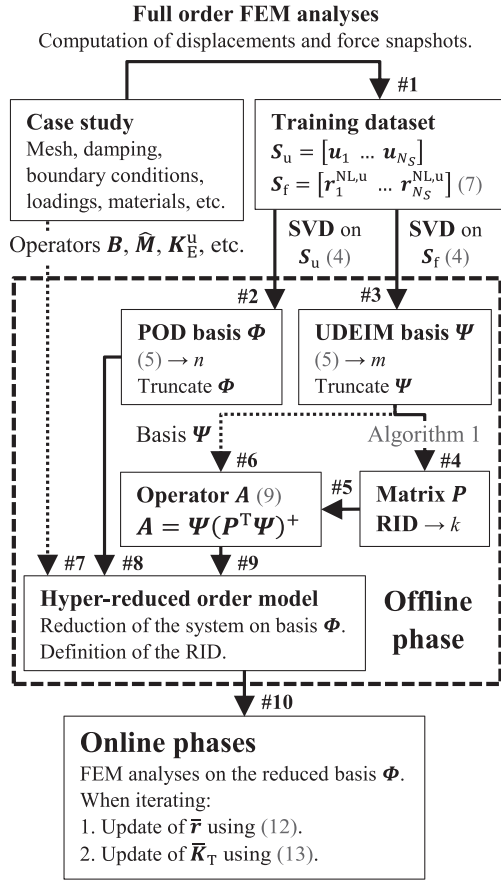 Full order FEM analyses
Computation of displacements and force snapshots.
#1
Case study
Mesh, damping,
boundary conditions,
loadings, materials, etc.
Training dataset
S_u = [u_1 … u_{N_S}]
S_f = [r_1^{NL,u} … r_{N_S}^{NL,u}] (7)
Operators B, M̂, K_E^u, etc.
SVD on
S_u (4)
SVD on
S_f (4)
#2
#3
POD basis Φ
(5) → n
Truncate Φ
UDEIM basis Ψ
(5) → m
Truncate Ψ
Basis Ψ
Algorithm 1
#6
#4
Operator A (9)
A = Ψ(P^TΨ)^+
#5
Matrix P
RID → k
#7
#8
#9
Hyper-reduced order model
Reduction of the system on basis Φ.
Definition of the RID.
Offline
phase
#10
Online phases
FEM analyses on the reduced basis Φ.
When iterating:
1. Update of r̄ using (12).
2. Update of K̄_T using (13).